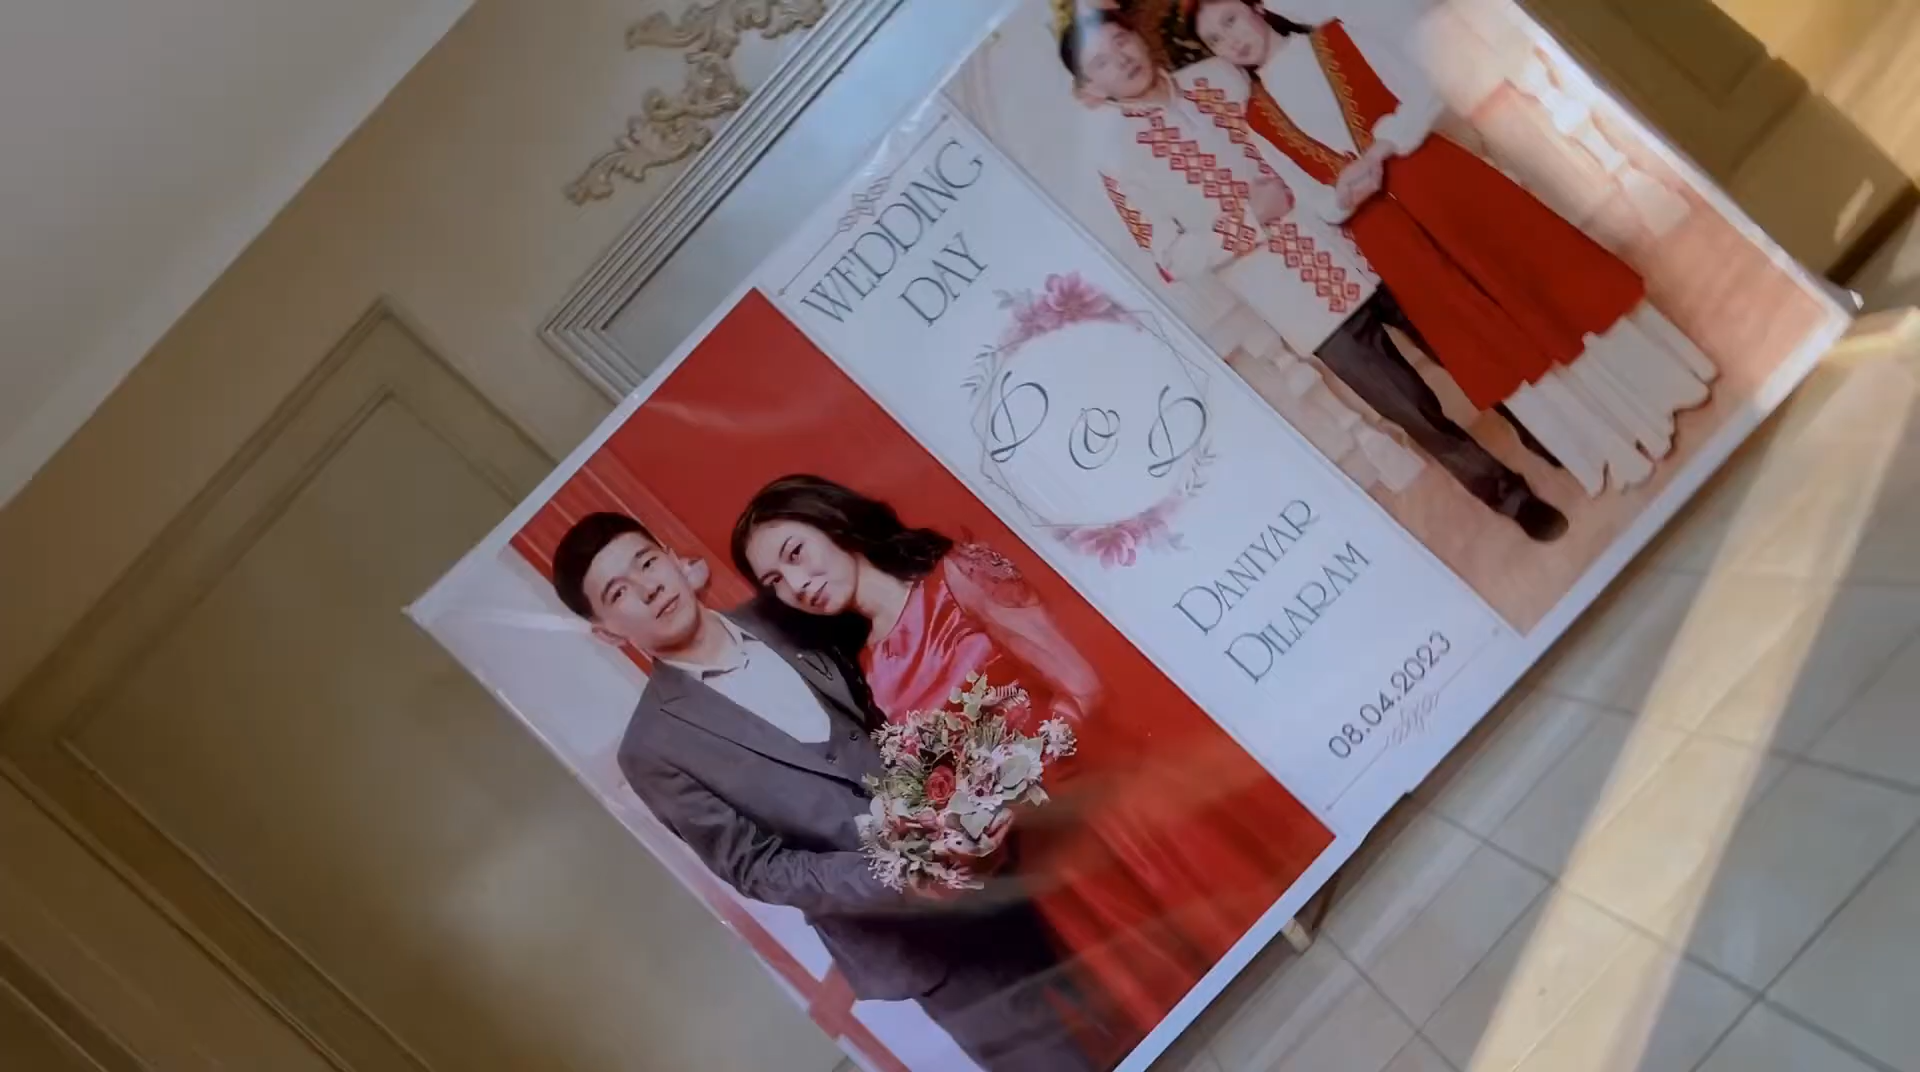 WEDDING
DAY
D & D
DANIYAR
DILARAM
08.04.2023